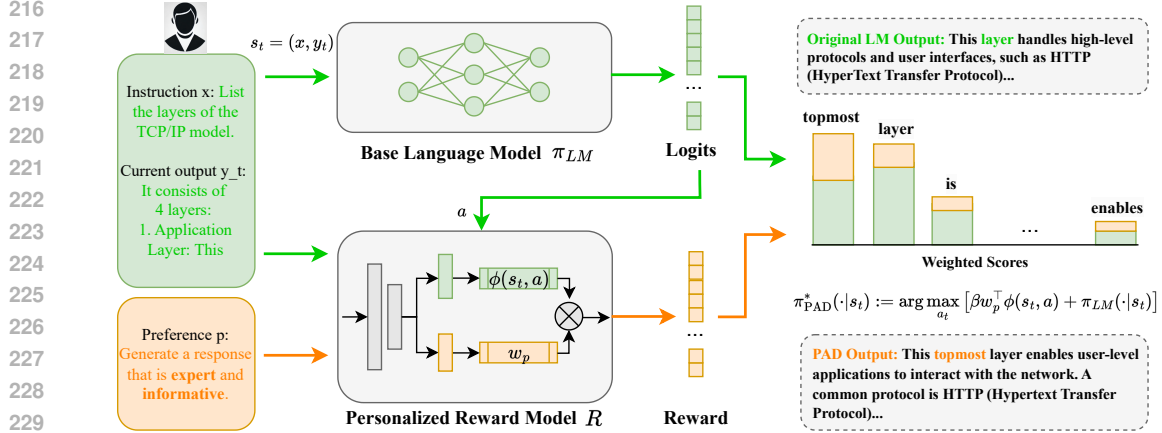 216
217
218
219
220
221
222
223
224
225
226
227
228
229
Instruction x: List
the layers of the
TCP/IP model.
Current output y_t:
It consists of
4 layers:
1. Application
Layer: This
Preference p:
Generate a response
that is expert and
informative.
s_t = (x, y_t)
Base Language Model π_{LM}
Logits
...
a
ϕ(s_t, a)
w_p
Personalized Reward Model R
...
Reward
Original LM Output: This layer handles high-level
protocols and user interfaces, such as HTTP
(HyperText Transfer Protocol)...
topmost
layer
is
...
enables
Weighted Scores
π*_{PAD}(·|s_t) := arg max_{a_t} [βw_p^⊤ϕ(s_t, a) + π_{LM}(·|s_t)]
PAD Output: This topmost layer enables user-level
applications to interact with the network. A
common protocol is HTTP (Hypertext Transfer
Protocol)...